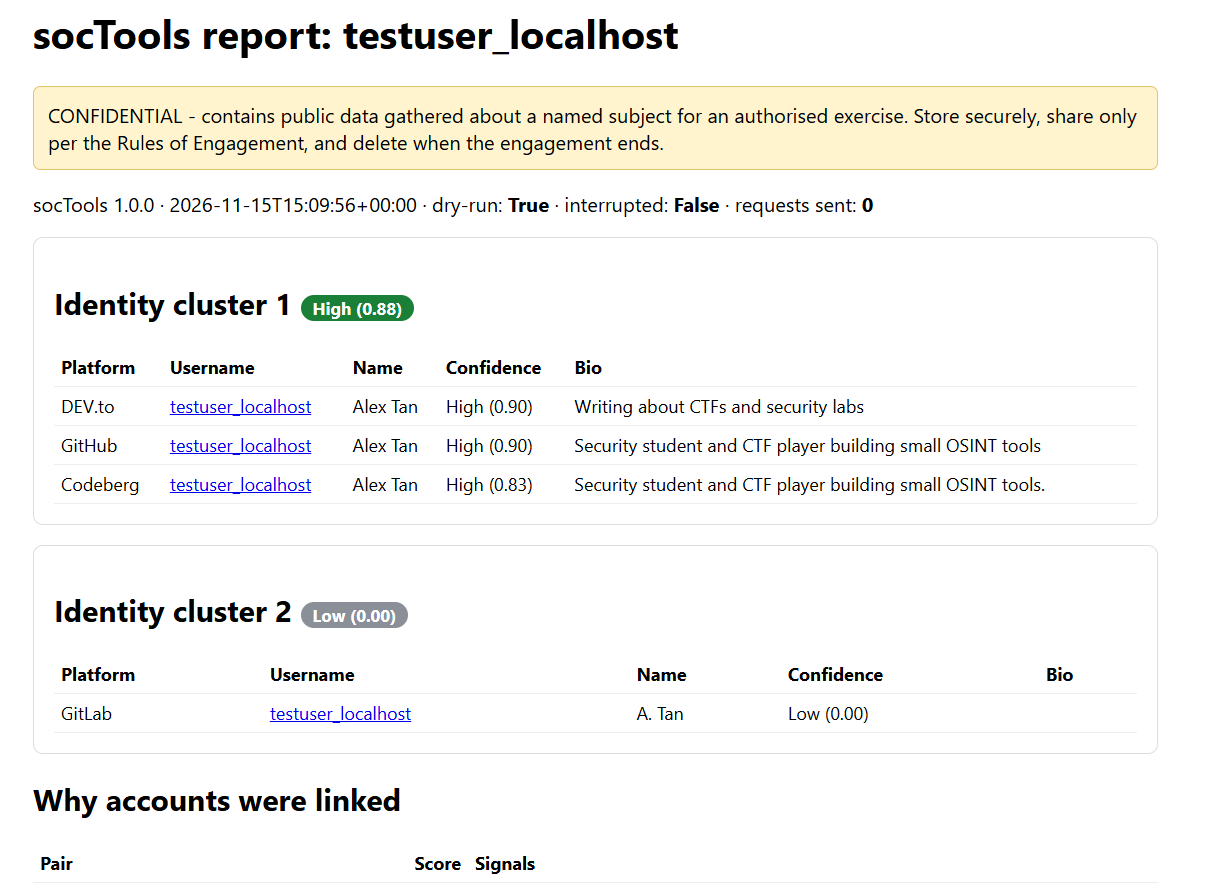 socTools report: testuser_localhost
CONFIDENTIAL - contains public data gathered about a named subject for an authorised exercise. Store securely, share only
per the Rules of Engagement, and delete when the engagement ends.
socTools 1.0.0 · 2026-11-15T15:09:56+00:00 · dry-run: True · interrupted: False · requests sent: 0
Identity cluster 1 High (0.88)
Platform Username Name Confidence Bio
DEV.to testuser_localhost Alex Tan High (0.90) Writing about CTFs and security labs
GitHub testuser_localhost Alex Tan High (0.90) Security student and CTF player building small OSINT tools
Codeberg testuser_localhost Alex Tan High (0.83) Security student and CTF player building small OSINT tools.
Identity cluster 2 Low (0.00)
Platform Username Name Confidence Bio
GitLab testuser_localhost A. Tan Low (0.00)
Why accounts were linked
Pair Score Signals